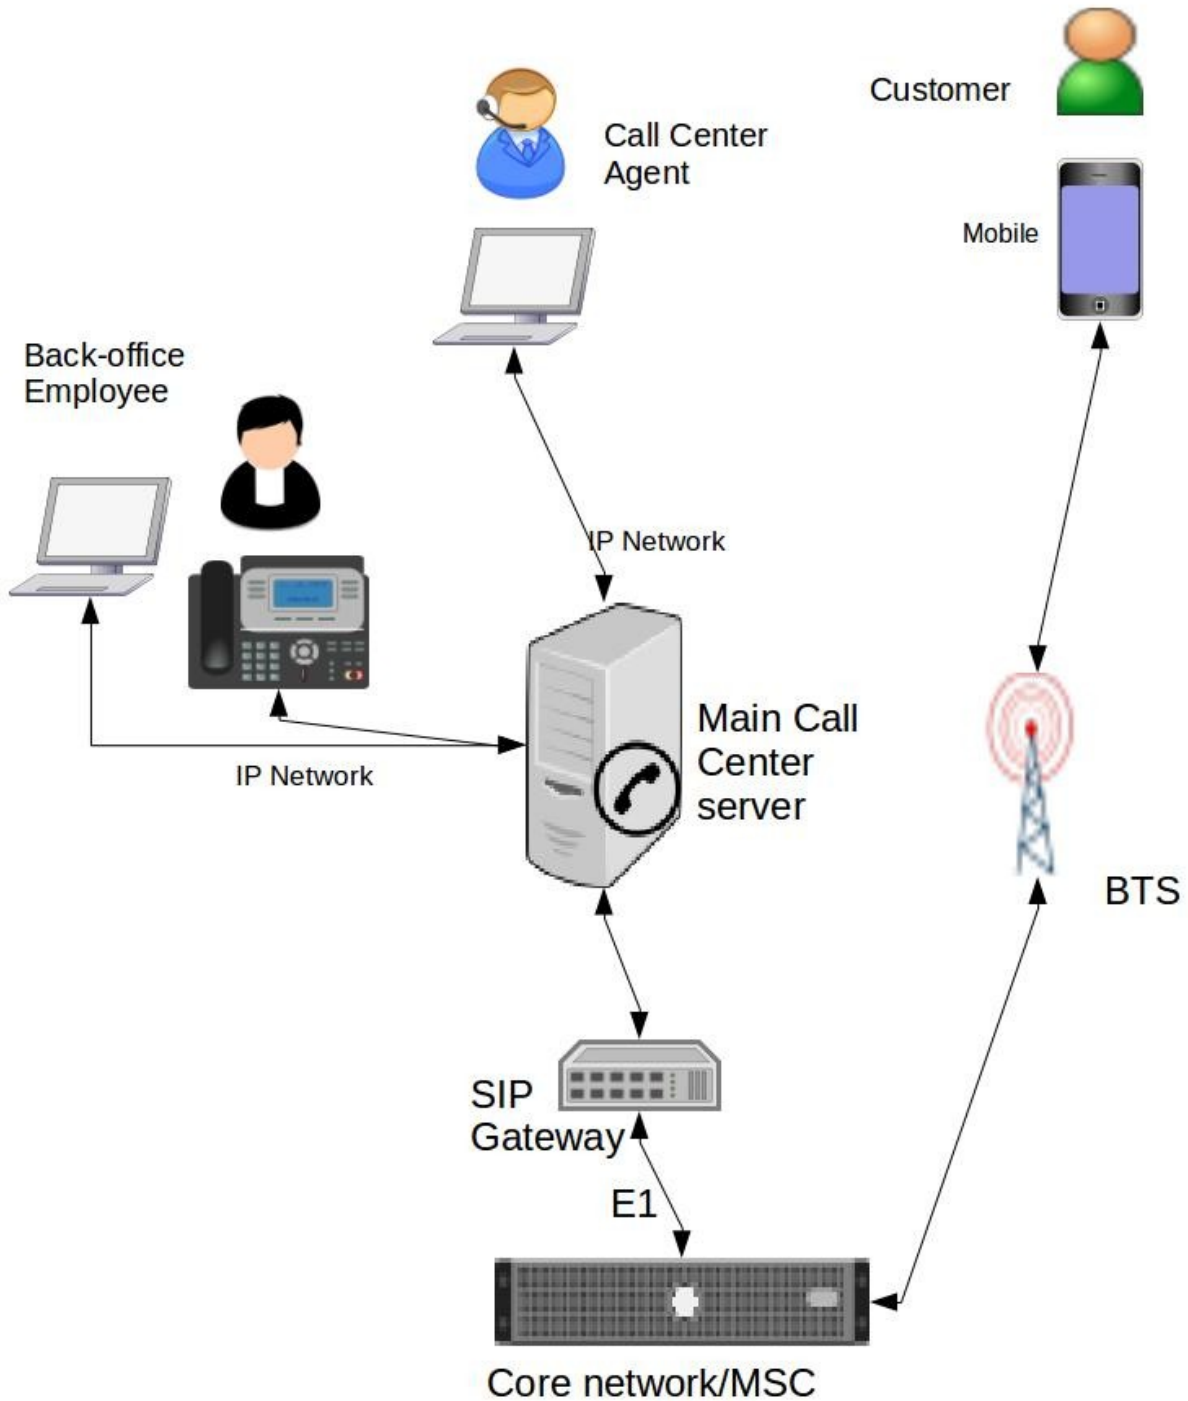 Customer
Call Center
Agent
Mobile
Back-office
Employee
IP Network
Main Call
Center
server
IP Network
BTS
SIP
Gateway
E1
Core network/MSC